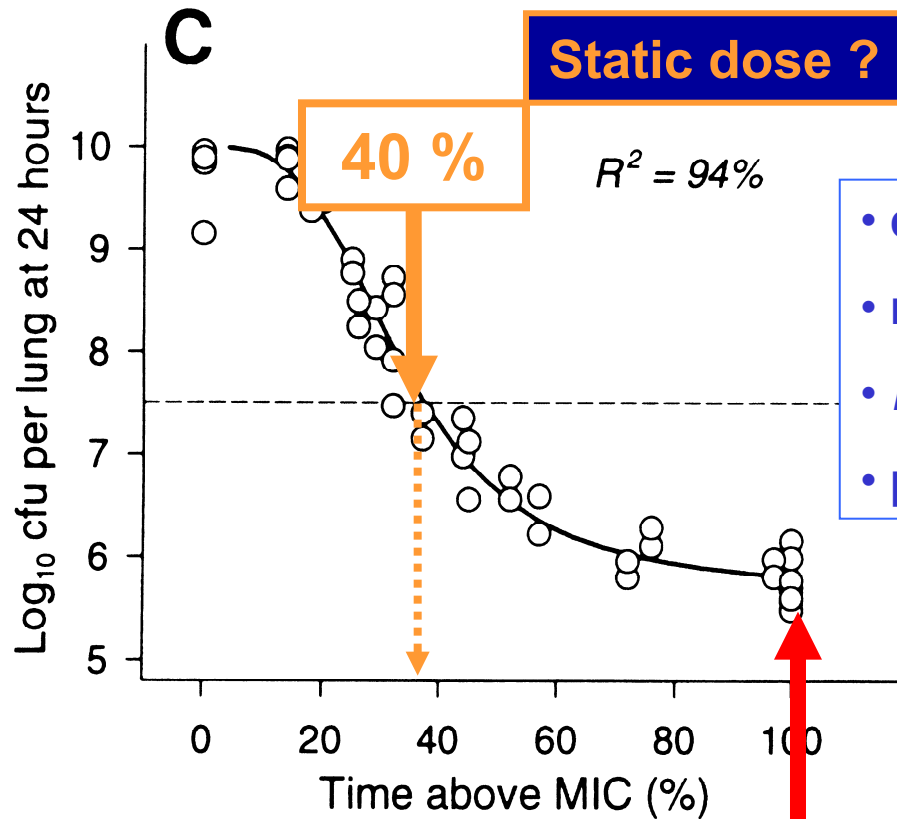 C
Static dose ?
40 %
R² = 94%
Log₁₀ cfu per lung at 24 hours
10
9
8
7
6
5
0 20 40 60 80 100
Time above MIC (%)